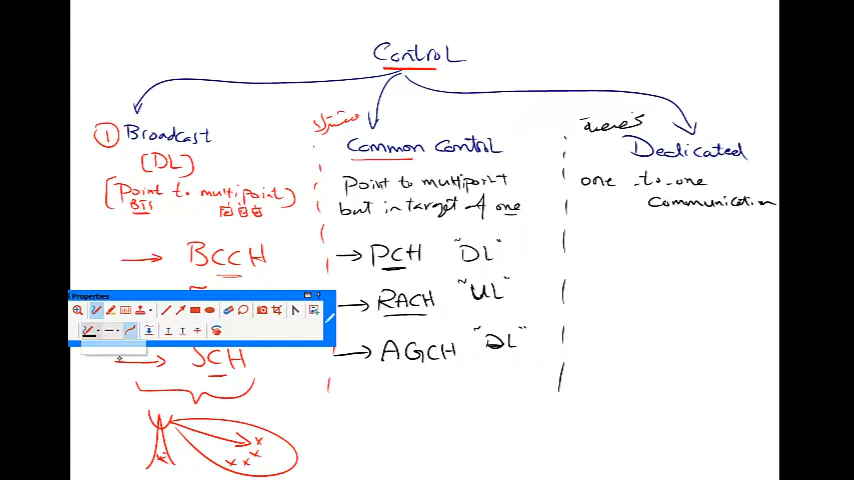 Control
① Broadcast
[DL]
[Point to multipoint)
BTS
→ BCCH
→ SCH
مشترك
Common Control
Point to multipoint
but in target of one
→ PCH "DL"
→ RACH "UL"
→ AGCH "DL"
there's
Dedicated
one -to-one
Communication
Properties